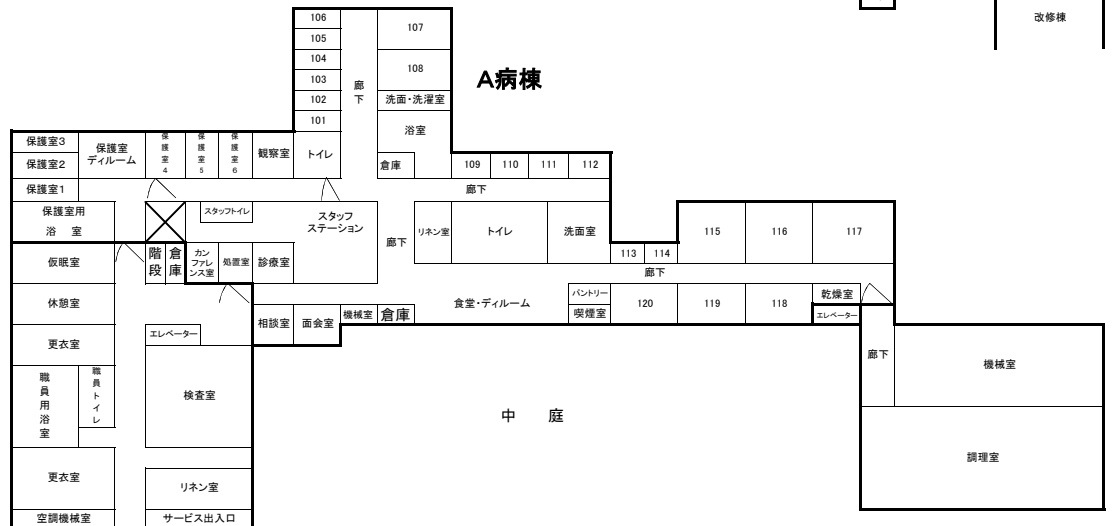 改修棟
106
107
105
104
108
103
廊下
A病棟
102
洗面・洗濯室
101
浴室
保護室3
保護室
ディルーム
保護室4
保護室5
保護室6
観察室
トイレ
保護室2
倉庫
109
110
111
112
保護室1
廊下
保護室用
浴 室
スタッフトイレ
スタッフ
ステーション
廊下
リネン室
トイレ
洗面室
115
116
117
仮眠室
階段
倉庫
カン
ファレ
ンス室
処置室
診療室
113
114
廊下
休憩室
食堂・ディルーム
パントリー
120
119
118
乾燥室
相談室
面会室
機械室
倉庫
喫煙室
エレベーター
更衣室
エレベーター
廊下
機械室
職員用浴室
職員トイレ
検査室
中 庭
調理室
更衣室
リネン室
空調機械室
サービス出入口